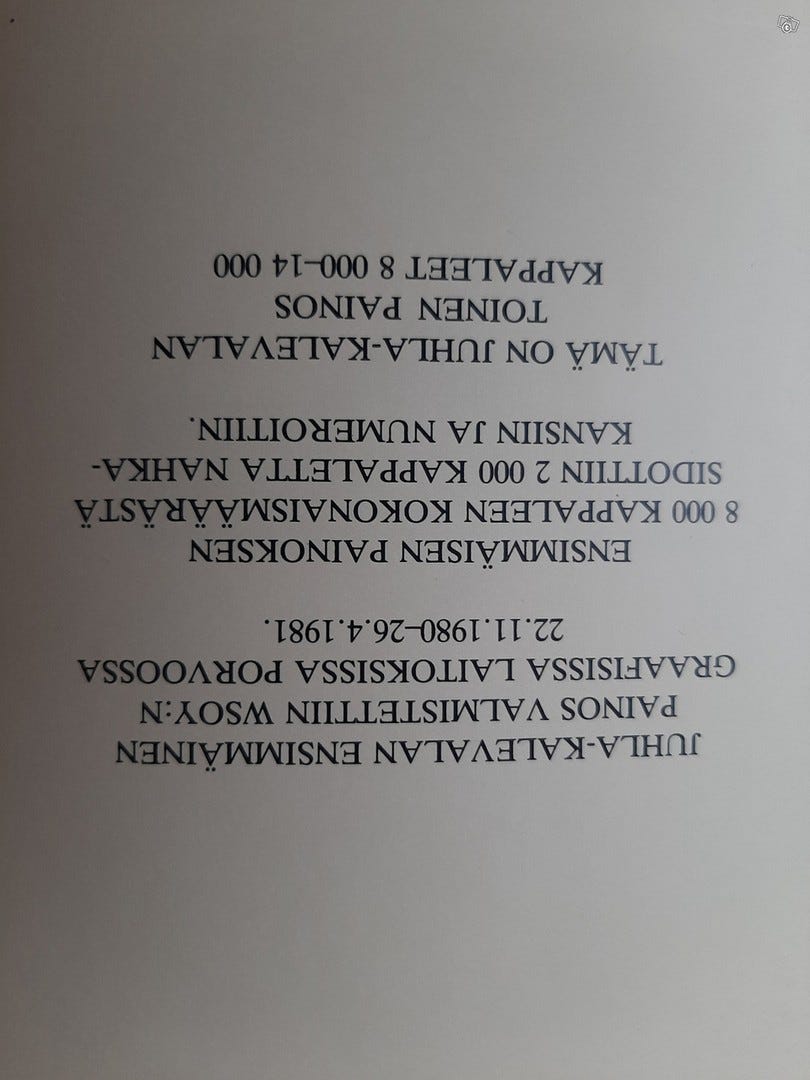 JUHLA-KALEVALAN ENSIMMÄINEN
PAINOS VALMISTETTIIN WSOY:N
GRAAFISISSA LAITOKSISSA PORVOOSSA
22.11.1980–26.4.1981.
ENSIMMÄISEN PAINOKSEN
8 000 KAPPALEEN KOKONAISMÄÄRÄSTÄ
SIDOTTIIN 2 000 KAPPALETTA NAHKA-
KANSIIN JA NUMEROITIIN.
TÄMÄ ON JUHLA-KALEVALAN
TOINEN PAINOS
KAPPALEET 8 000–14 000